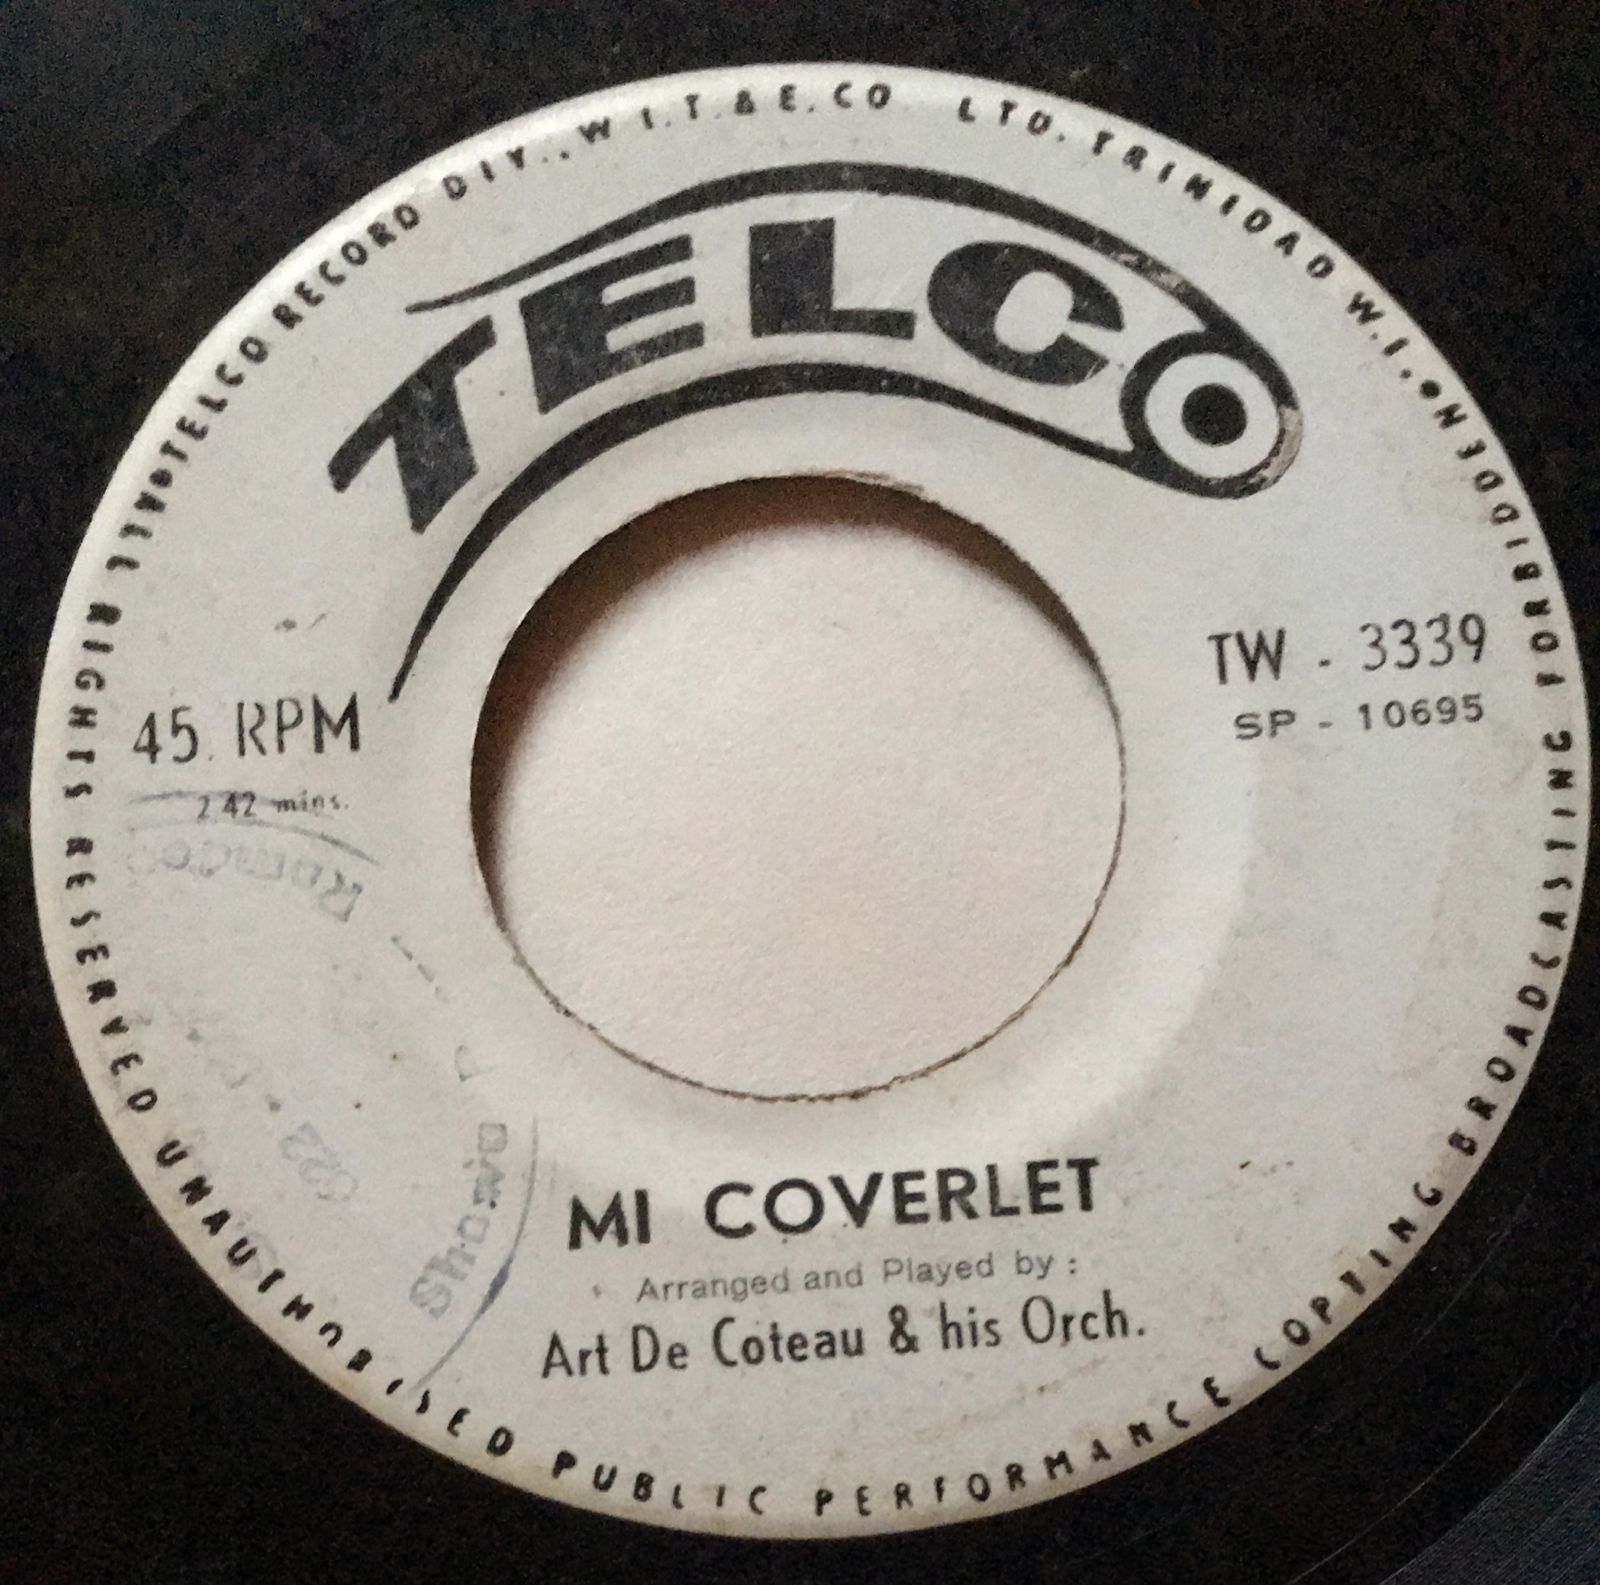 TELCO RECORD DIV., W.I.T.&E.CO. LTD. TRINIDAD W.I. FORBIDDEN BROADCASTING COPYING PERFORMANCE PUBLIC UNAUTHORISED RESERVED RIGHTS ALL
TELCO
TW - 3339
SP - 10695
45 RPM
2.42 mins.
MI COVERLET
Arranged and Played by :
Art De Coteau & his Orch.